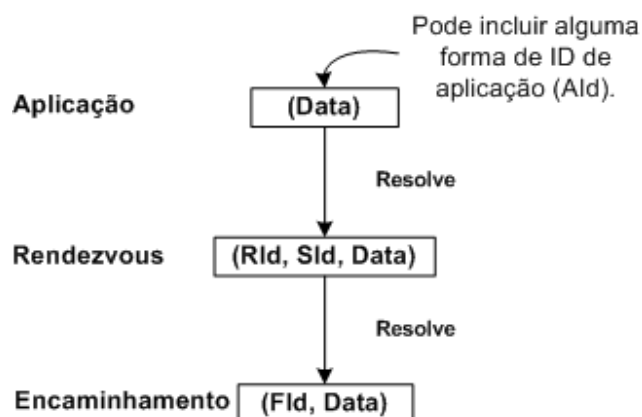 Pode incluir alguma
forma de ID de
aplicação (AId).
Aplicação
(Data)
Resolve
Rendezvous
(RId, SId, Data)
Resolve
Encaminhamento
(FId, Data)